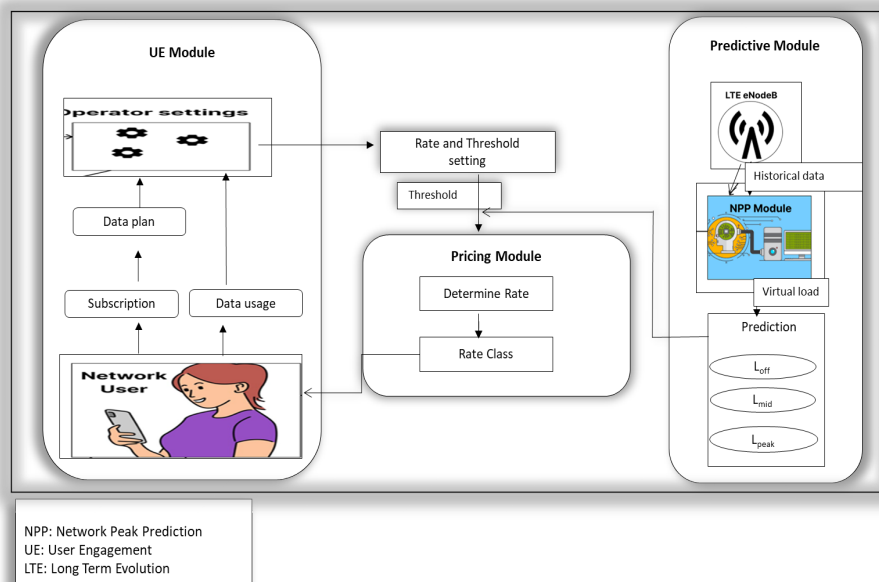 UE Module
Operator settings
Data plan
Subscription
Data usage
Network
User
Rate and Threshold
setting
Threshold
Pricing Module
Determine Rate
Rate Class
Predictive Module
LTE eNodeB
Historical data
NPP Module
Virtual load
Prediction
Loff
Lmid
Lpeak
NPP: Network Peak Prediction
UE: User Engagement
LTE: Long Term Evolution